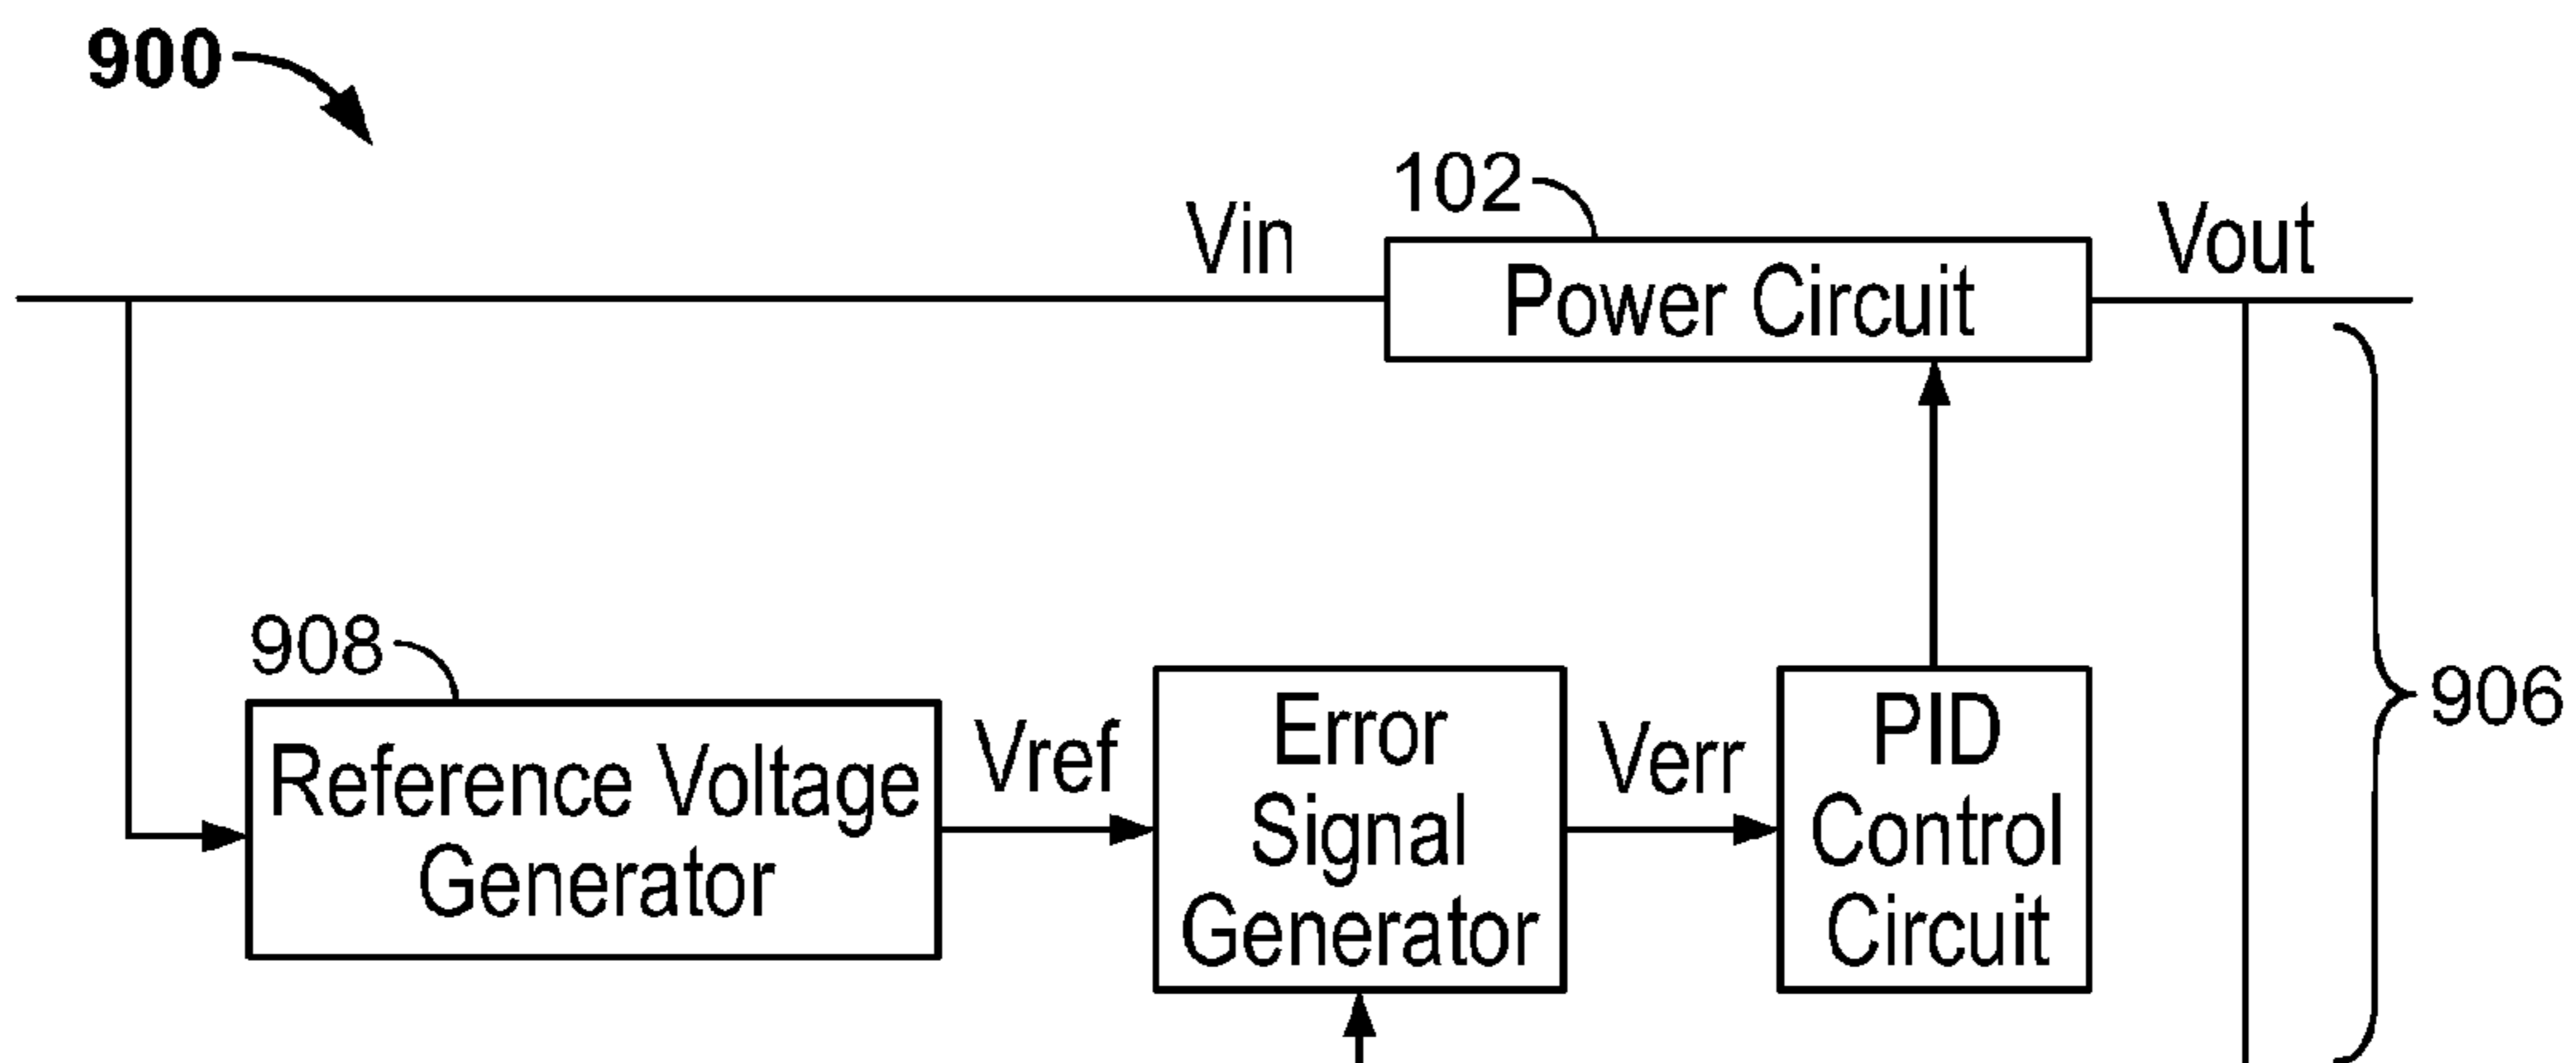 900
102
Vin
Vout
Power Circuit
908
Reference Voltage
Generator
Vref
Error
Signal
Generator
Verr
PID
Control
Circuit
906